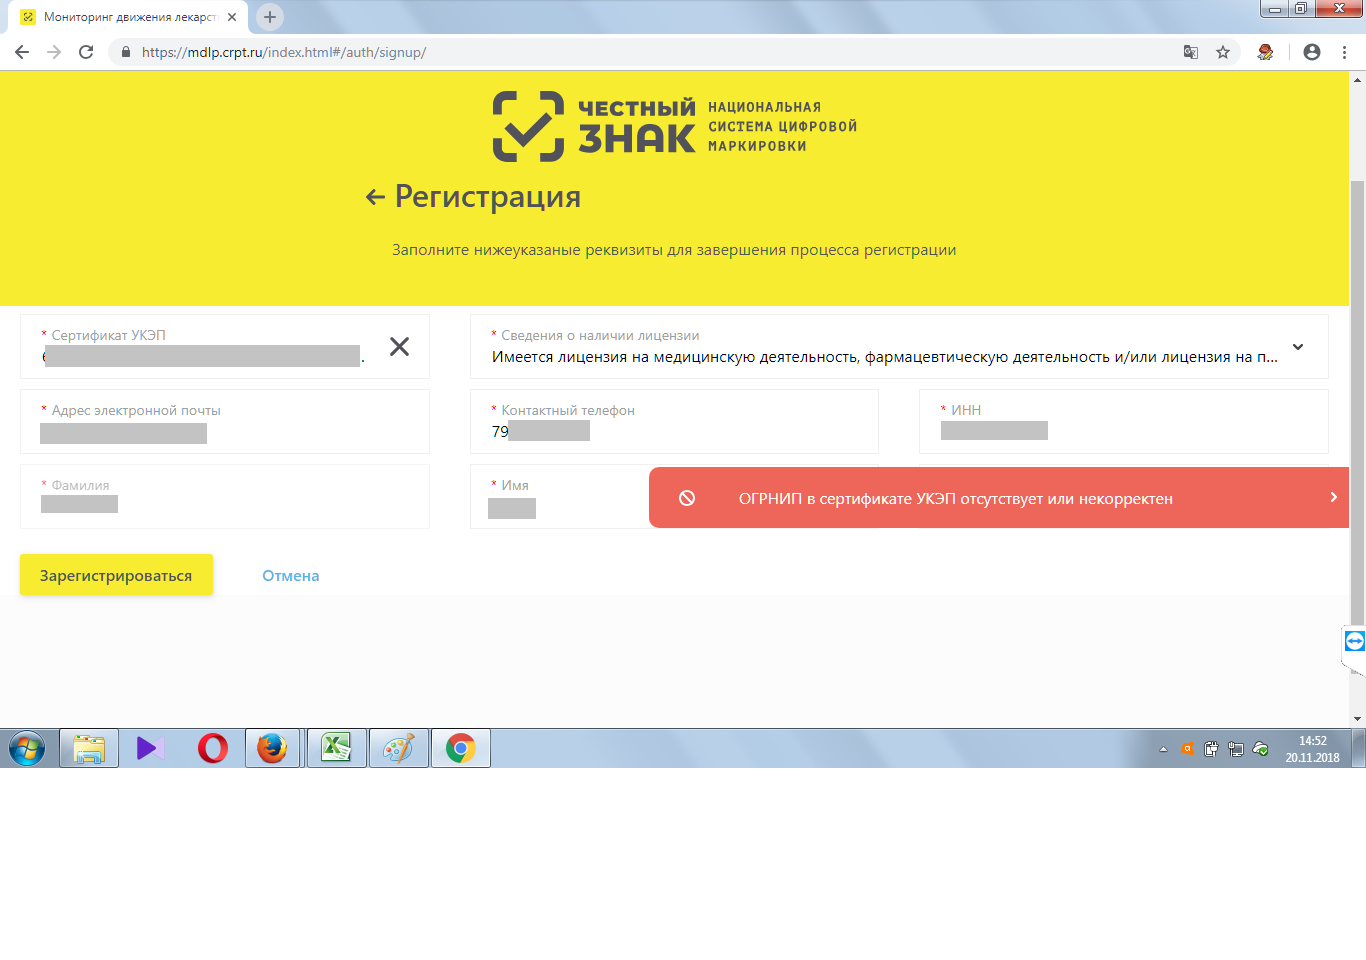 Мониторинг движения лекарст
https://mdlp.crpt.ru/index.html#/auth/signup/
ЧЕСТНЫЙ
ЗНАК
НАЦИОНАЛЬНАЯ
СИСТЕМА ЦИФРОВОЙ
МАРКИРОВКИ
← Регистрация
Заполните нижеуказаные реквизиты для завершения процесса регистрации
* Сертификат УКЭП
.
* Сведения о наличии лицензии
Имеется лицензия на медицинскую деятельность, фармацевтическую деятельность и/или лицензия на п...
* Адрес электронной почты
* Контактный телефон
79
* ИНН
* Фамилия
* Имя
ОГРНИП в сертификате УКЭП отсутствует или некорректен
Зарегистрироваться
Отмена
14:52
20.11.2018